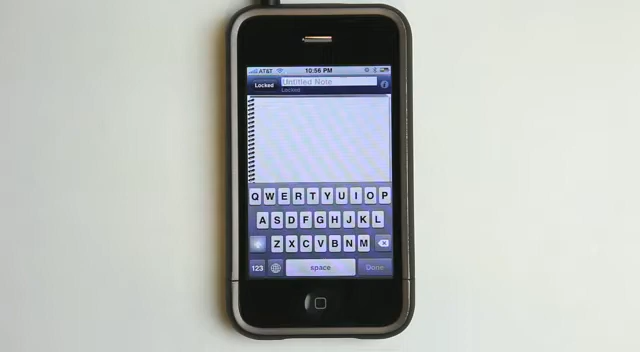 AT&T 10:56 PM
Locked Untitled Note
Locked
Q W E R T Y U I O P
A S D F G H J K L
Z X C V B N M
123 space Done